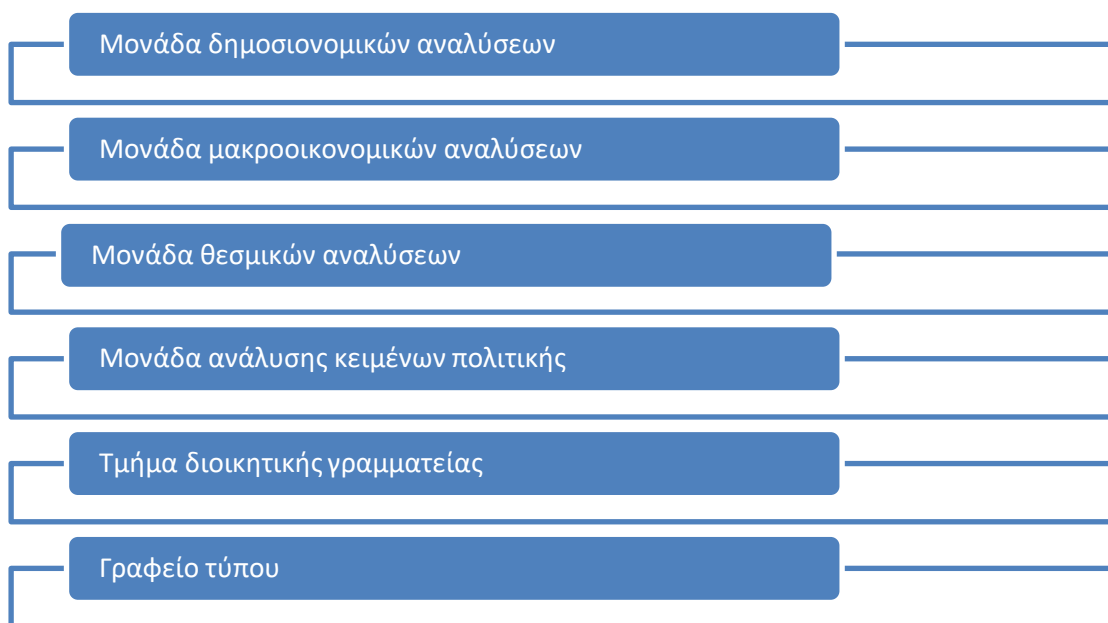 Μονάδα δημοσιονομικών αναλύσεων
Μονάδα μακροοικονομικών αναλύσεων
Μονάδα θεσμικών αναλύσεων
Μονάδα ανάλυσης κειμένων πολιτικής
Τμήμα διοικητικής γραμματείας
Γραφείο τύπου